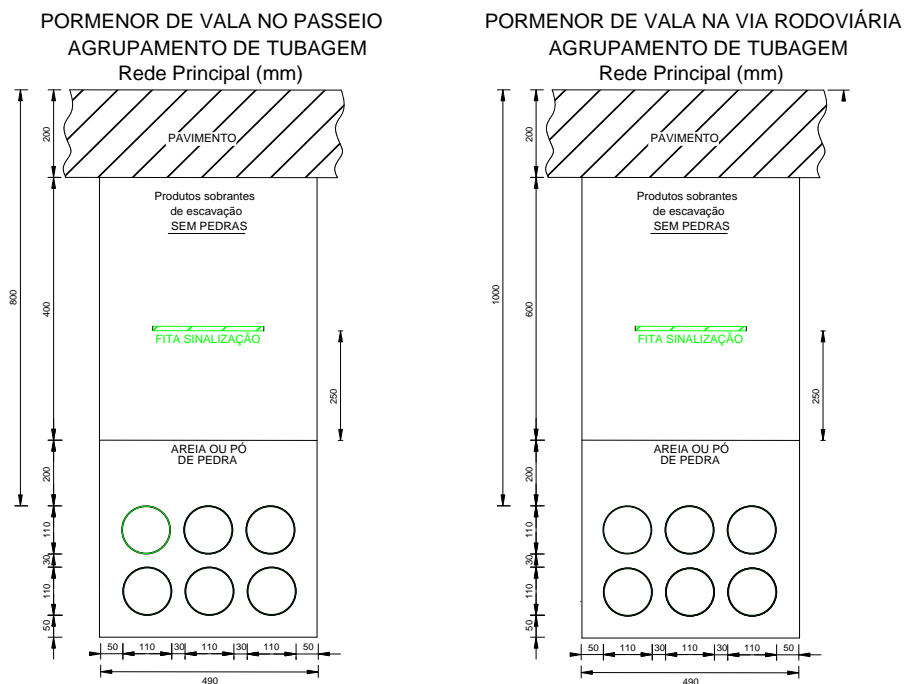 PORMENOR DE VALA NO PASSEIO
AGRUPAMENTO DE TUBAGEM
Rede Principal (mm)
200
PAVIMENTO
Produtos sobrantes
de escavação
SEM PEDRAS
800
400
FITA SINALIZAÇÃO
250
AREIA OU PÓ
DE PEDRA
200
110
30
110
50
50
110
30
110
30
110
50
490
PORMENOR DE VALA NA VIA RODOVIÁRIA
AGRUPAMENTO DE TUBAGEM
Rede Principal (mm)
200
PAVIMENTO
Produtos sobrantes
de escavação
SEM PEDRAS
1000
600
FITA SINALIZAÇÃO
250
AREIA OU PÓ
DE PEDRA
200
110
30
110
50
50
110
30
110
30
110
50
490